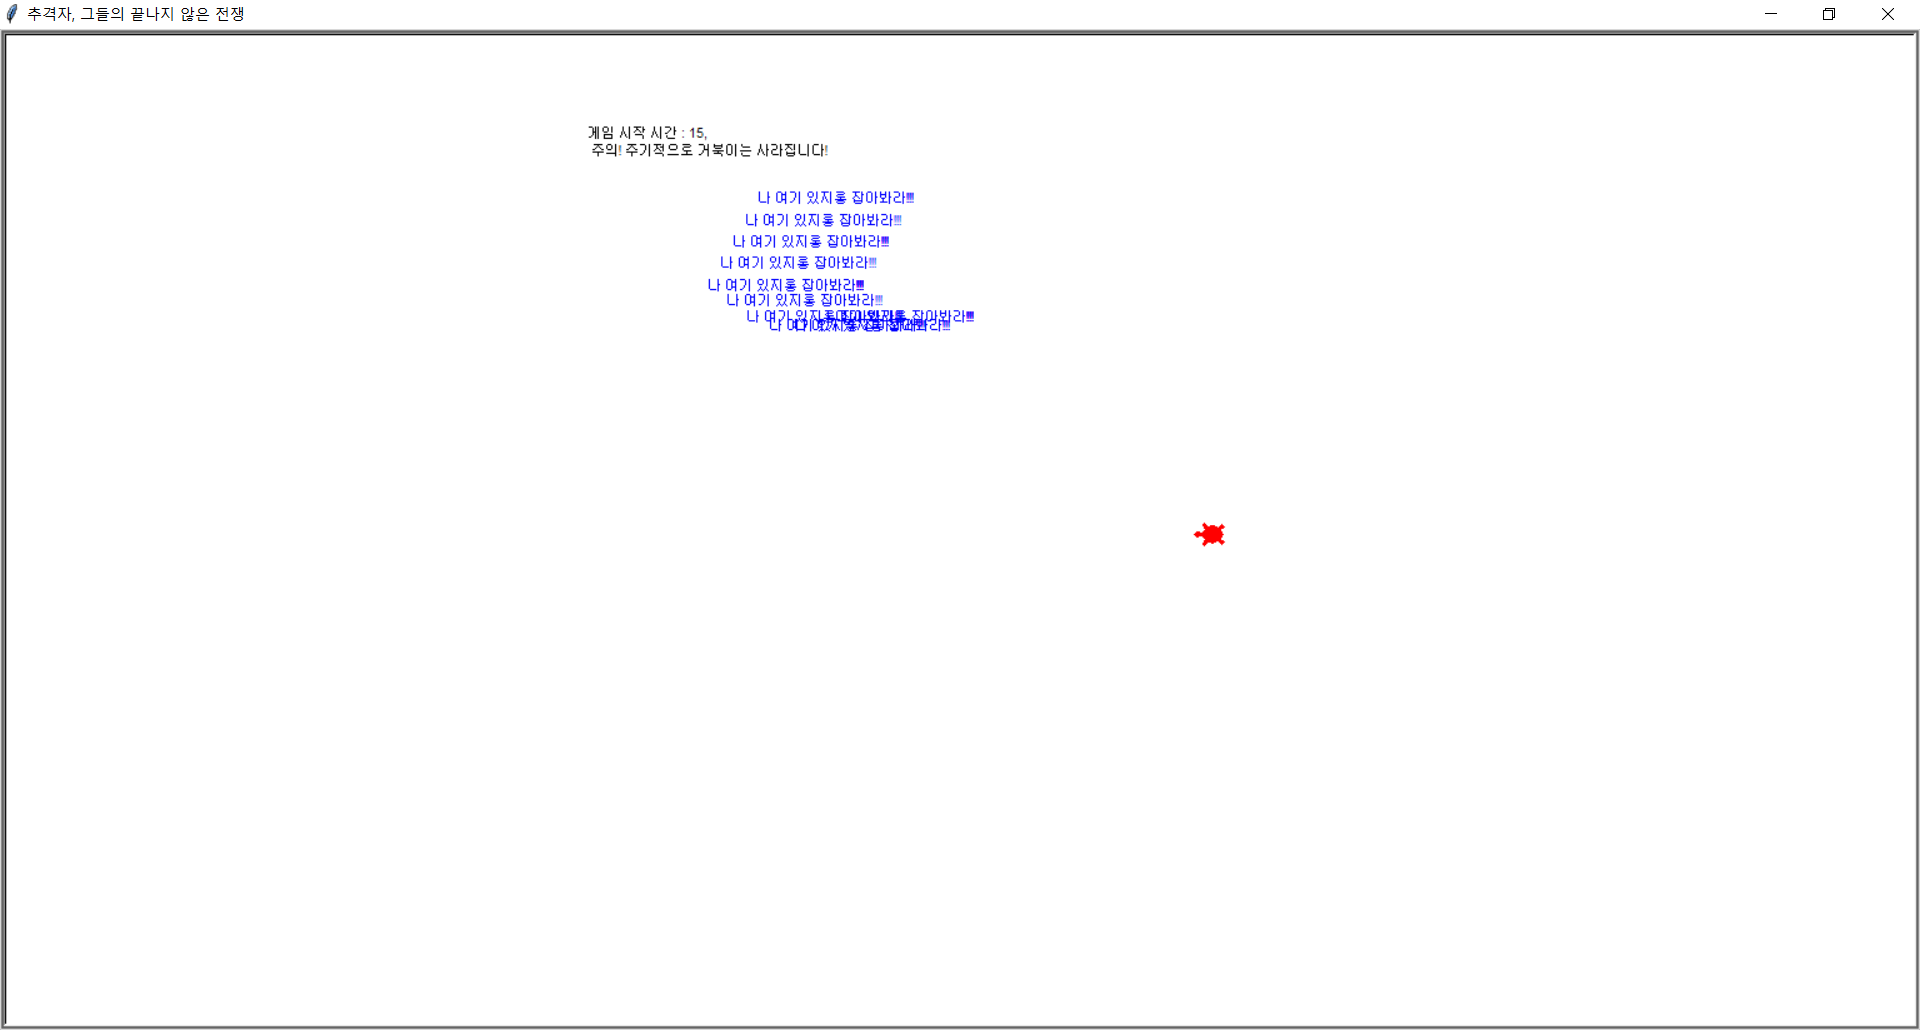 추격자, 그들의 끝나지 않은 전쟁
게임 시작 시간 : 15,
주의! 주기적으로 거북이는 사라집니다!
나 여기 있지롱 잡아봐라!!!
나 여기 있지롱 잡아봐라!!!
나 여기 있지롱 잡아봐라!!!
나 여기 있지롱 잡아봐라!!!
나 여기 있지롱 잡아봐라!!!
나 여기 있지롱 잡아봐라!!!
나 여기 있지 잡아봐라!!!
나